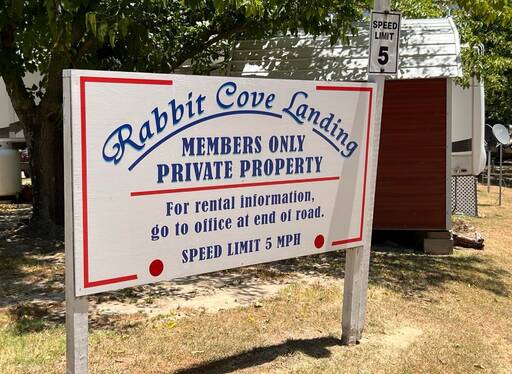 SPEED
LIMIT
5
Rabbit Cove Landing
MEMBERS ONLY
PRIVATE PROPERTY
For rental information,
go to office at end of road.
SPEED LIMIT 5 MPH